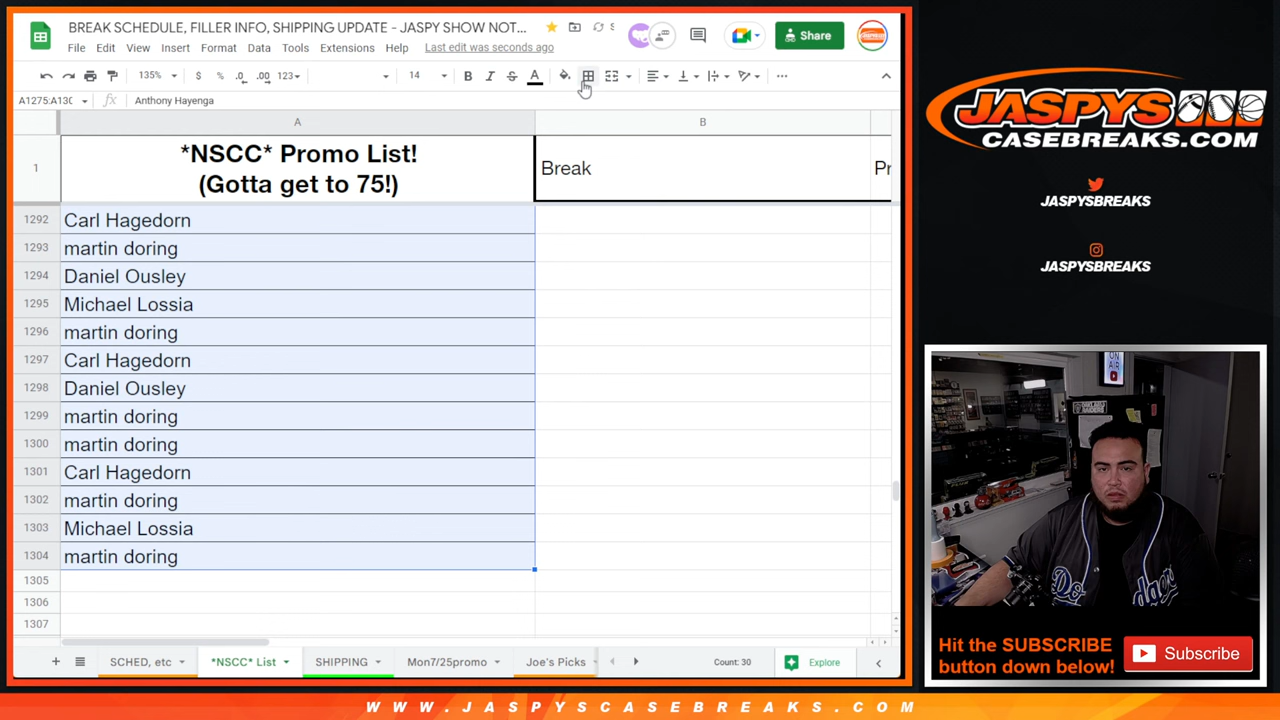 BREAK SCHEDULE, FILLER INFO, SHIPPING UPDATE - JASPY SHOW NOT...
File Edit View Insert Format Data Tools Extensions Help Last edit was seconds ago
Share
135% $ % .0 .00 123 14 B I S A
A1275:A130 fx Anthony Hayenga
A B
1 *NSCC* Promo List!
(Gotta get to 75!)
Break Pr
1292 Carl Hagedorn
1293 martin doring
1294 Daniel Ousley
1295 Michael Lossia
1296 martin doring
1297 Carl Hagedorn
1298 Daniel Ousley
1299 martin doring
1300 martin doring
1301 Carl Hagedorn
1302 martin doring
1303 Michael Lossia
1304 martin doring
1305
1306
1307
SCHED, etc *NSCC* List SHIPPING Mon7/25promo Joe's Picks Count: 30 Explore
JASPYS
CASEBREAKS.COM
JASPYSBREAKS
JASPYSBREAKS
ON AIR
Hit the SUBSCRIBE
button down below!
Subscribe
WWW.JASPYSCASEBREAKS.COM